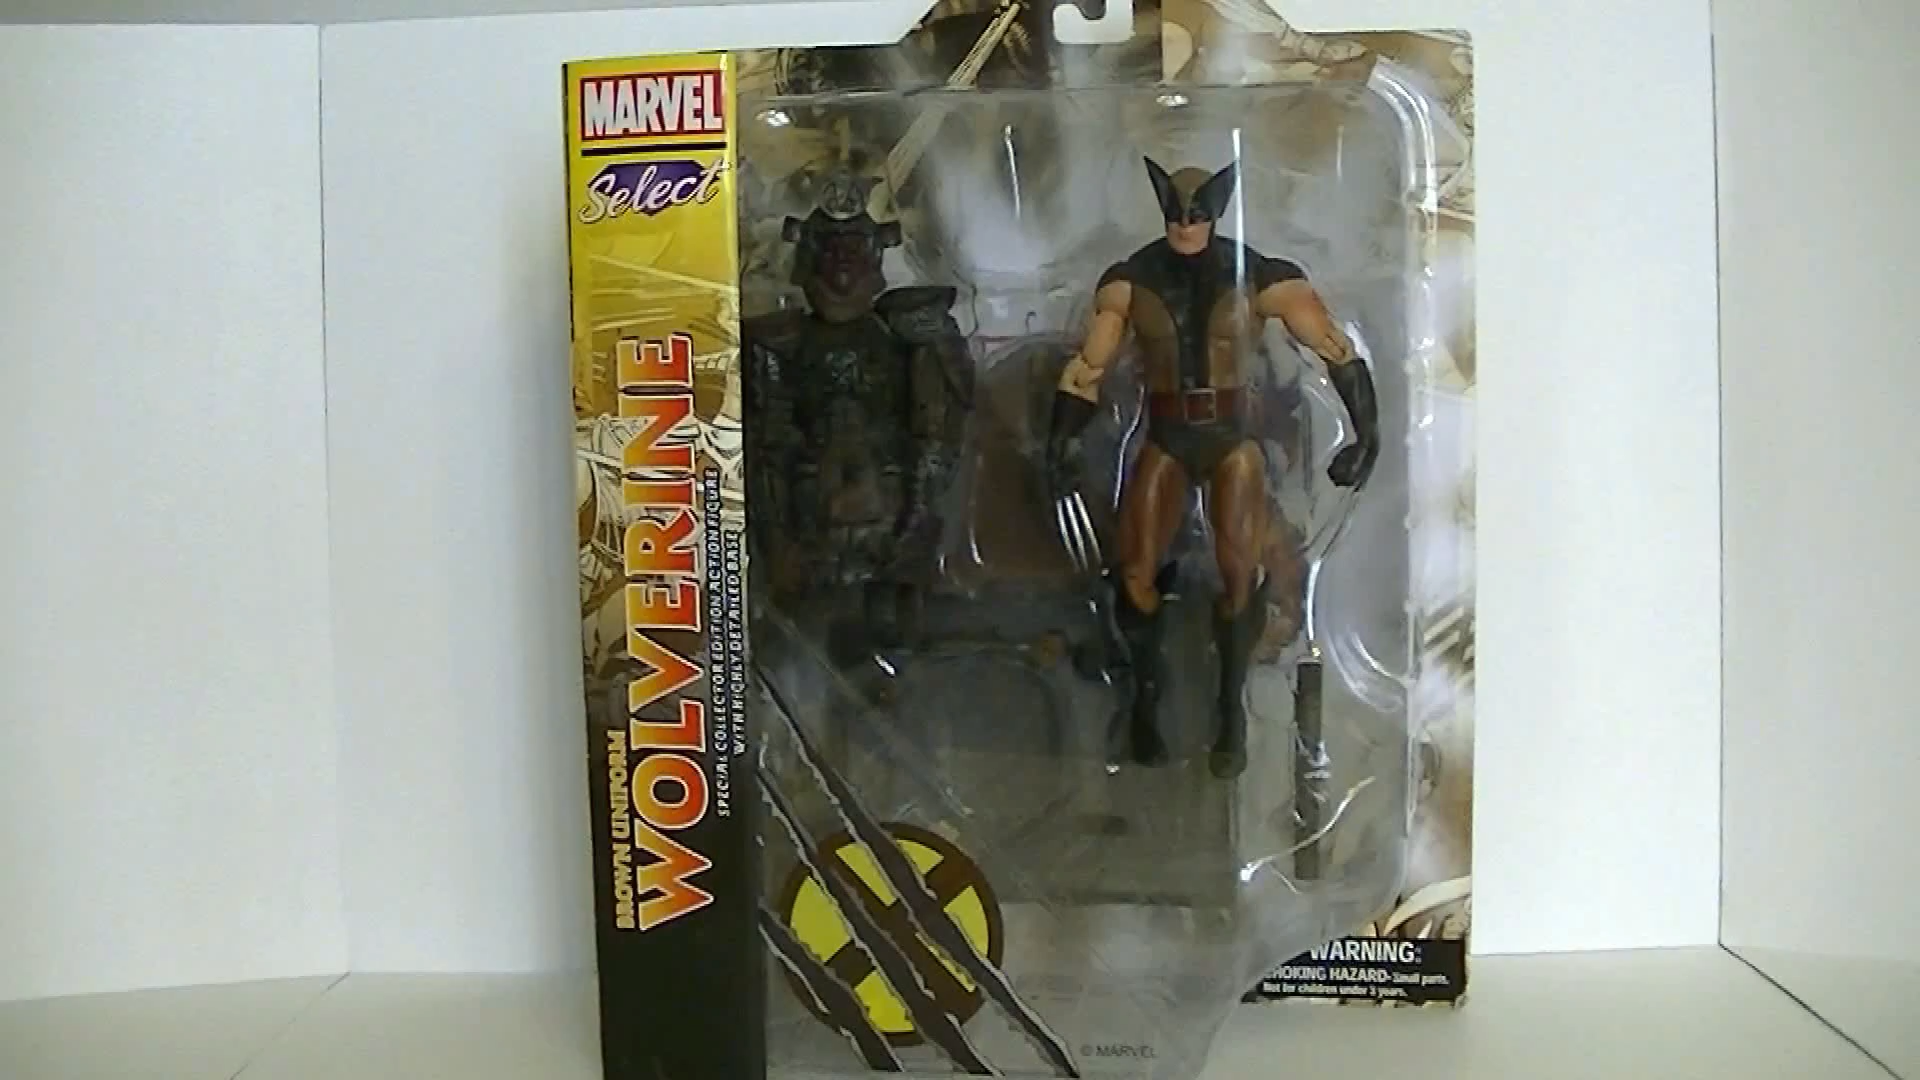 MARVEL
Select
BROWN UNIFORM
WOLVERINE
SPECIAL COLLECTOR EDITION ACTION FIGURE
WITH HIGHLY DETAILED BASE
WARNING:
CHOKING HAZARD- Small parts.
Not for children under 3 years.
© MARVEL